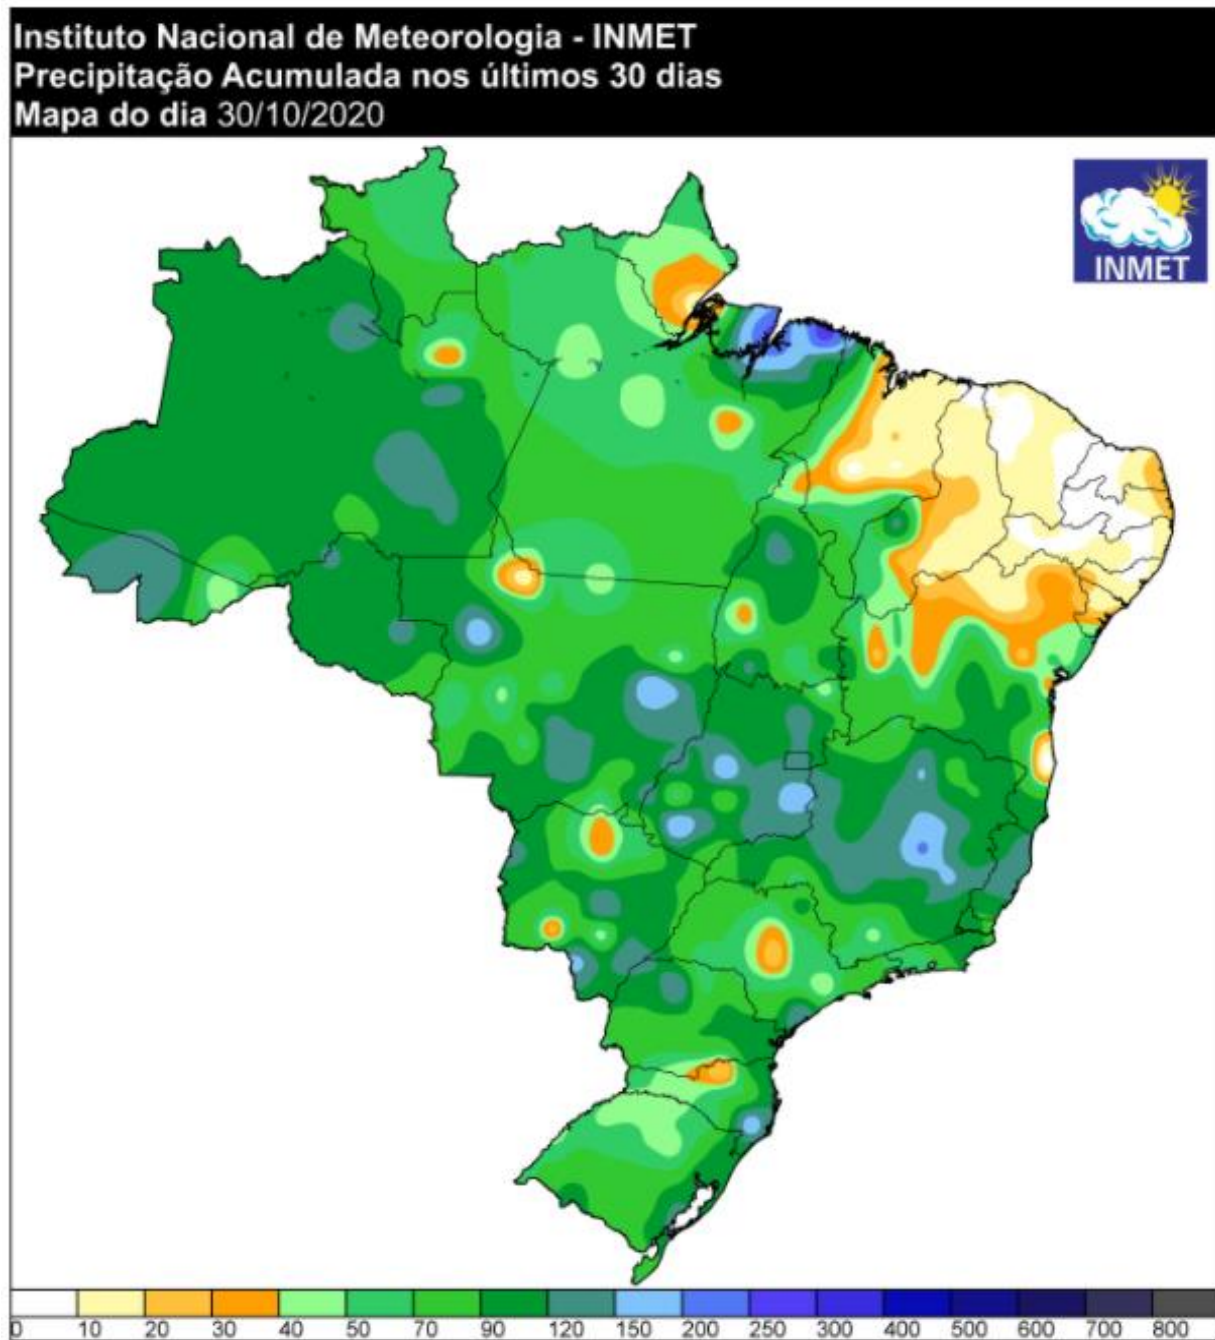 Instituto Nacional de Meteorologia - INMET
Precipitação Acumulada nos últimos 30 dias
Mapa do dia 30/10/2020
INMET
0 10 20 30 40 50 70 90 120 150 200 250 300 400 500 600 700 800